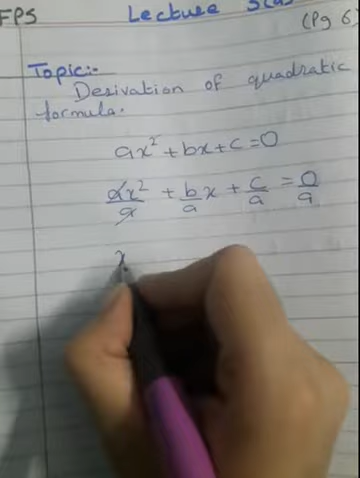 FPS Lecture
(Pg 6
Topic:-
Derivation of quadratic
formula.
ax² + bx + c = 0
ax²/a + b/a x + c/a = 0/a
x